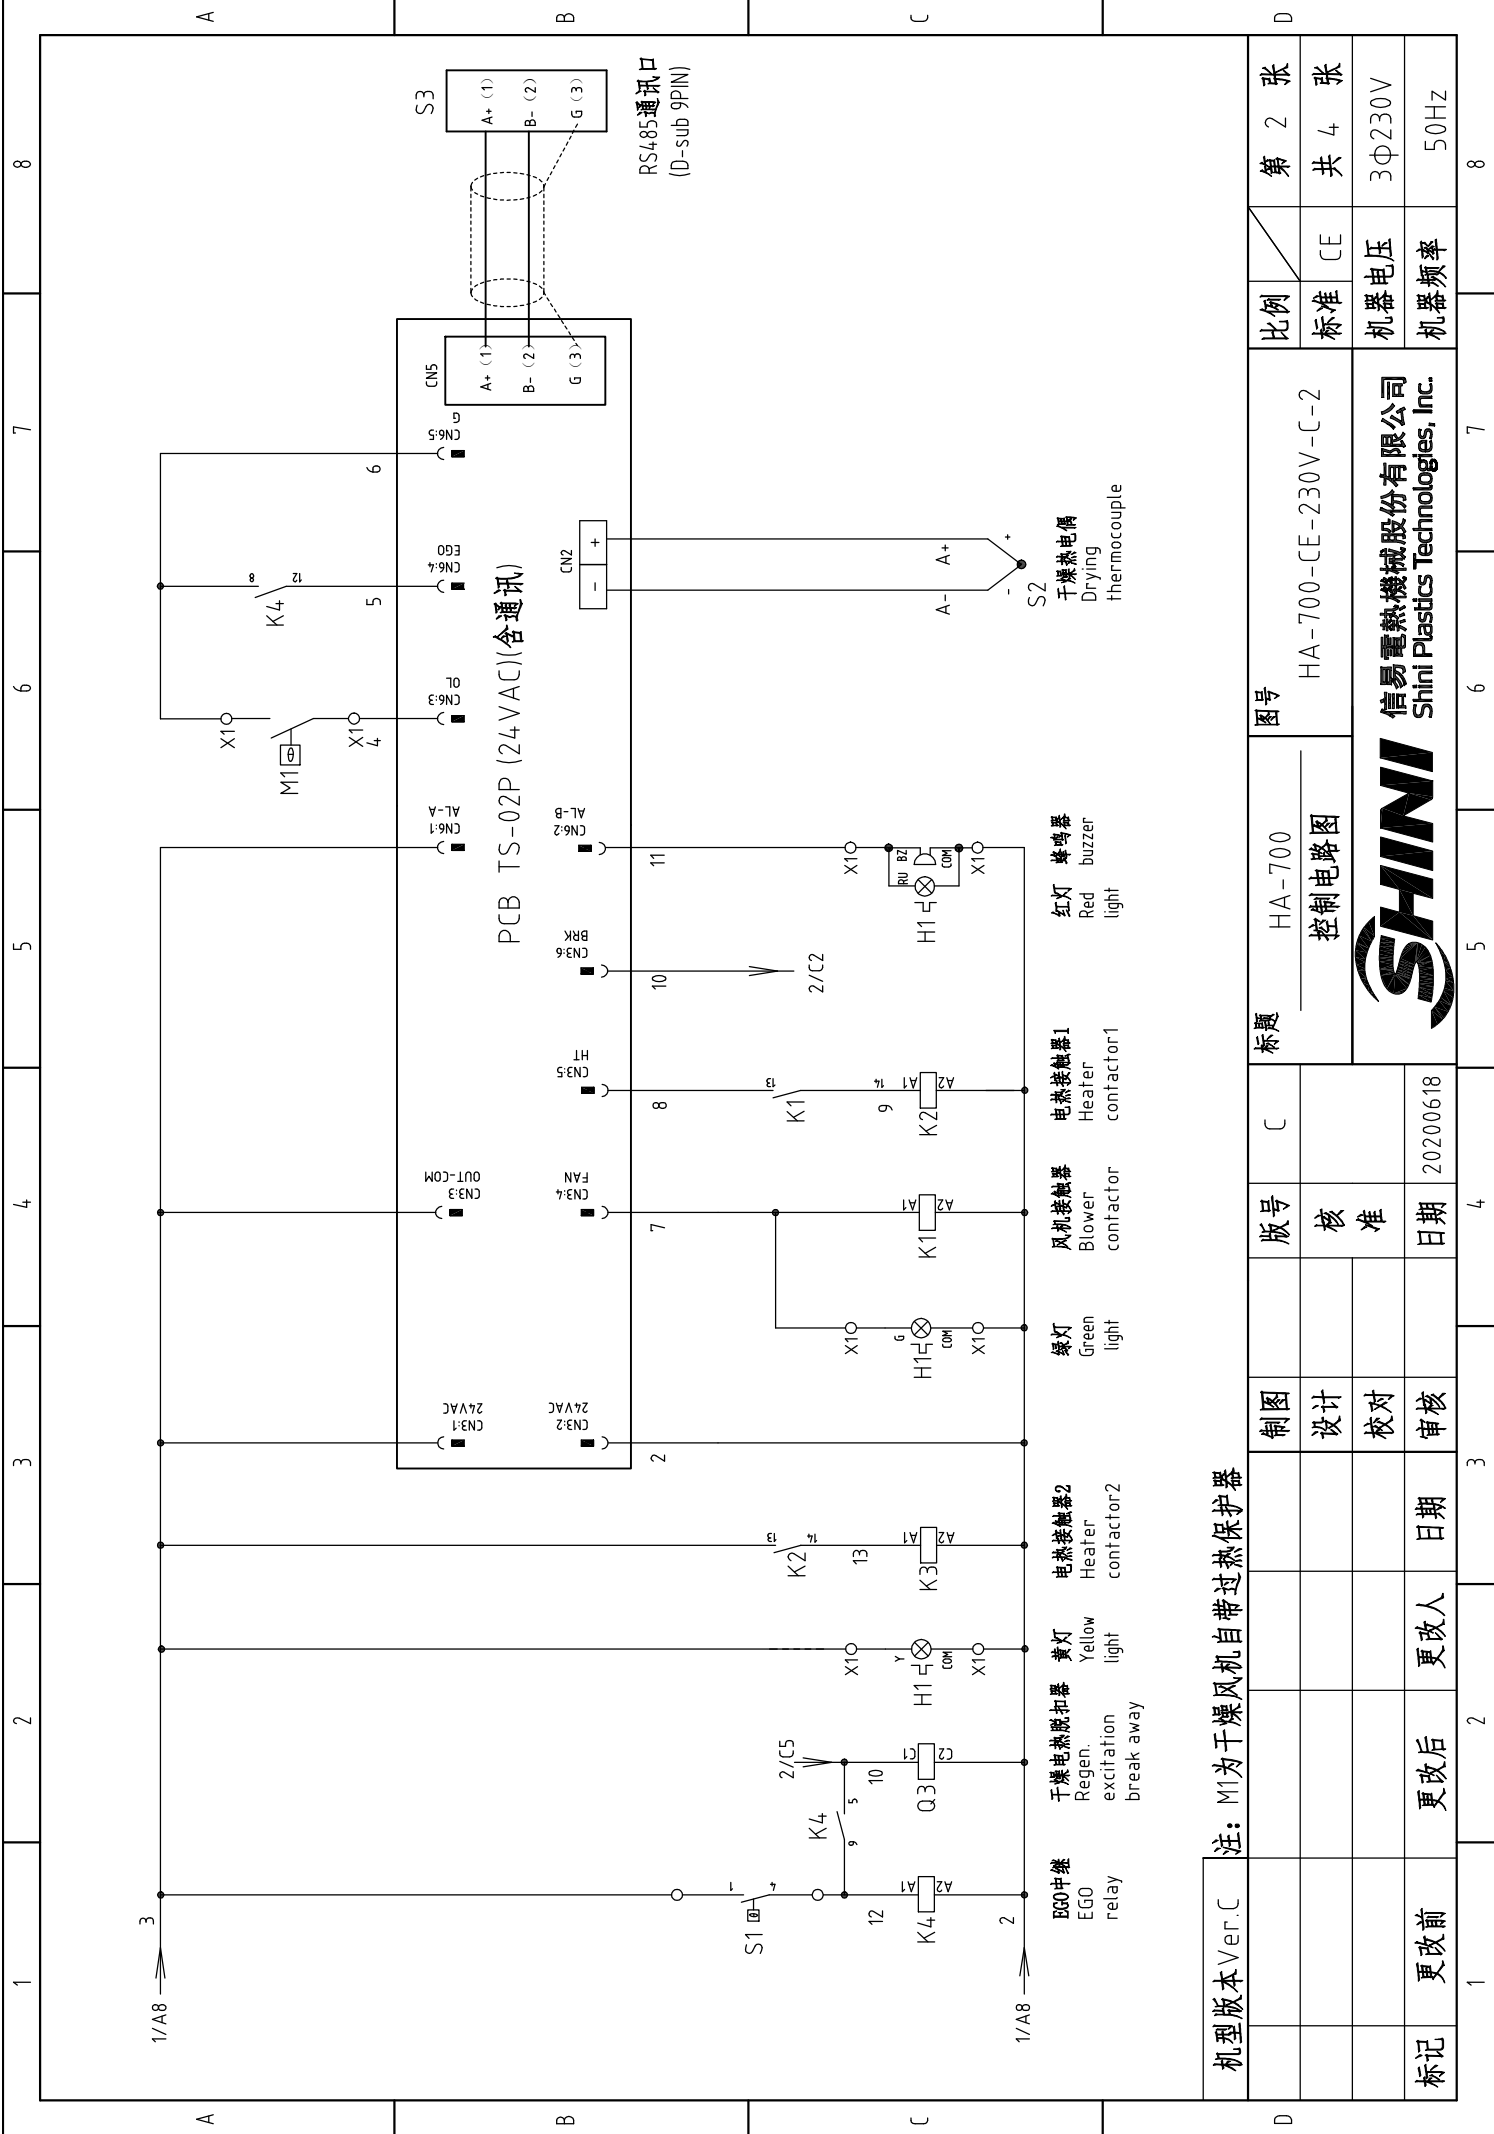 1 2 3 4 5 6 7 8
A
B
C
D
1/A8
3
X1
M1
θ
X1
4
K4
8
12
5
6
S3
A+ (1)
B- (2)
G (3)
RS485通讯口
(D-sub 9PIN)
CN5
A+ (1)
B- (2)
G (3)
CN3:1
24VAC
CN3:3
OUT-COM
CN6:1
AL-A
CN6:3
OL
CN6:4
EGO
CN6:5
G
PCB TS-02P (24VAC)(含通讯)
CN2
- +
CN3:2
24VAC
CN3:4
FAN
CN3:5
HT
CN3:6
BRK
CN6:2
AL-B
2
7
8
10
11
2/C2
2/C5
S1
1
4
K4
9
5
K2
13
14
K1
13
14
12
10
13
9
X1
X1
X1
K4
A1
A2
Q3
C1
C2
H1
Y
COM
K3
A1
A2
H1
G
COM
K1
A1
A2
K2
A1
A2
H1
RU
BZ
COM
X1
X1
X1
A-
A+
-
+
S2
1/A8
2
EGO中继
EGO
relay
干燥电热脱扣器
Regen.
excitation
break away
黄灯
Yellow
light
电热接触器2
Heater
contactor2
绿灯
Green
light
风机接触器
Blower
contactor
电热接触器1
Heater
contactor1
红灯
Red
light
蜂鸣器
buzzer
干燥热电偶
Drying
thermocouple
机型版本Ver.C
注: M1为干燥风机自带过热保护器
标记
更改前
更改后
更改人
日期
制图
设计
校对
审核
版号
C
核
准
日期
20200618
标题
HA-700
控制电路图
图号
HA-700-CE-230V-C-2
SHINI
信易電熱機械股份有限公司
Shini Plastics Technologies, Inc.
比例
第 2 张
标准
CE
共 4 张
机器电压
3Φ230V
机器频率
50Hz
A
B
C
D
1 2 3 4 5 6 7 8